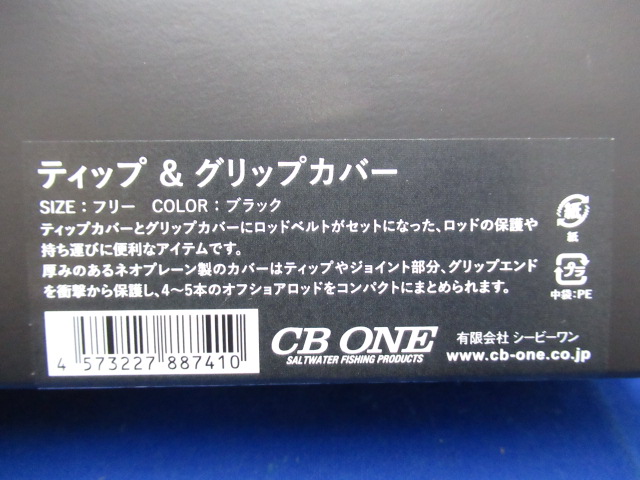 ティップ & グリップカバー
SIZE：フリー　COLOR：ブラック
ティップカバーとグリップカバーにロッドベルトがセットになった、ロッドの保護や
持ち運びに便利なアイテムです。
厚みのあるネオプレーン製のカバーはティップやジョイント部分、グリップエンド
を衝撃から保護し、4〜5本のオフショアロッドをコンパクトにまとめられます。
紙
紙
プラ
中袋：PE
4 573227 887410
CB ONE
SALTWATER FISHING PRODUCTS
有限会社 シービーワン
www.cb-one.co.jp